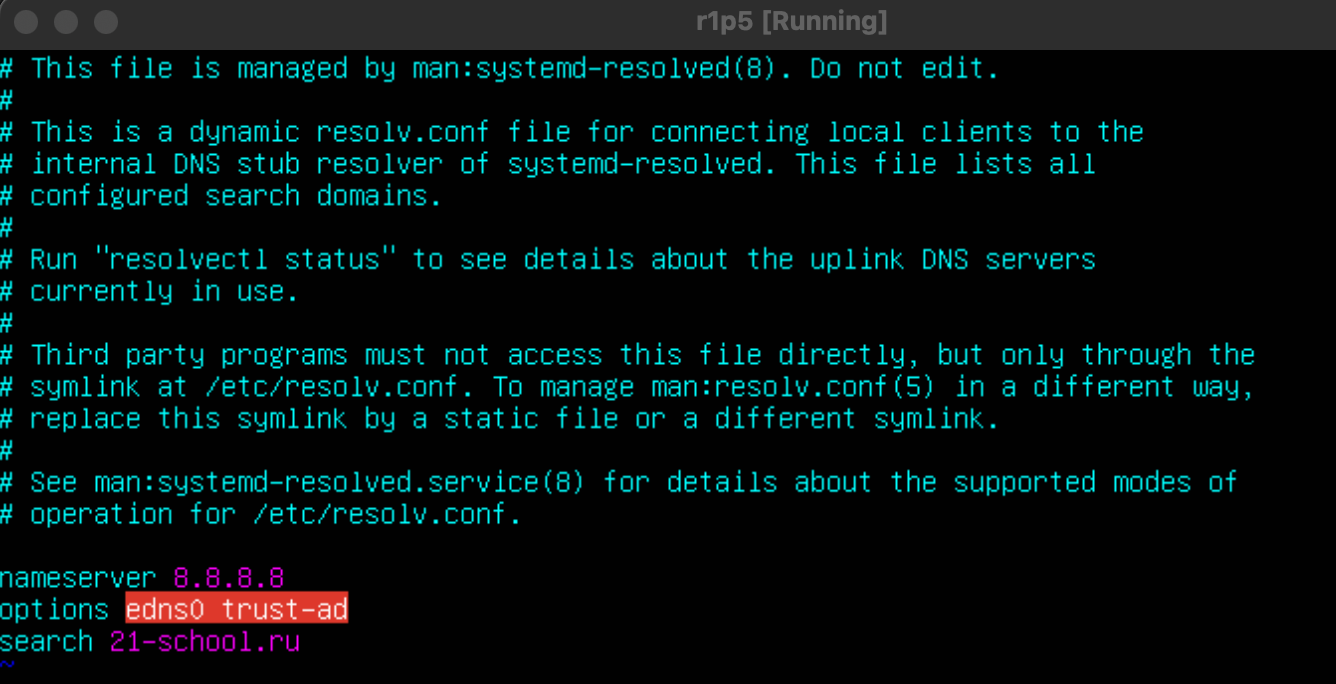 r1p5 [Running]
# This file is managed by man:systemd-resolved(8). Do not edit.
#
# This is a dynamic resolv.conf file for connecting local clients to the
# internal DNS stub resolver of systemd-resolved. This file lists all
# configured search domains.
#
# Run "resolvectl status" to see details about the uplink DNS servers
# currently in use.
#
# Third party programs must not access this file directly, but only through the
# symlink at /etc/resolv.conf. To manage man:resolv.conf(5) in a different way,
# replace this symlink by a static file or a different symlink.
#
# See man:systemd-resolved.service(8) for details about the supported modes of
# operation for /etc/resolv.conf.
nameserver 8.8.8.8
options edns0 trust-ad
search 21-school.ru
~